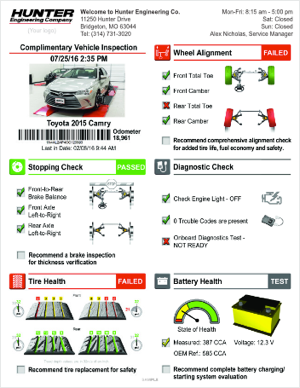 HUNTER
Engineering Company
[Your logo]
Welcome to Hunter Engineering Co.
11250 Hunter Drive
Bridgeton, MO 63044
Tel: (314) 731-3020
Mon-Fri: 8:15 am - 5:00 pm
Sat: Closed
Sun: Closed
Alex Nicholas, Service Manager
Complimentary Vehicle Inspection
07/25/16 2:35 PM
Toyota 2015 Camry
Odometer
18,961
Last in Date: 02/05/16 9:44 AM
Wheel Alignment FAILED
Front Total Toe
Front Camber
Rear Total Toe
Rear Camber
Recommend comprehensive alignment check
for added tire life, fuel economy and safety.
Stopping Check PASSED
Front-to-Rear
Brake Balance
Front Axle
Left-to-Right
Rear Axle
Left-to-Right
Recommend a brake inspection
for thickness verification
Diagnostic Check
Check Engine Light - OFF
0 Trouble Codes are present
Onboard Diagnostics Test -
NOT READY
Tire Health FAILED
Front
Rear
Recommend tire replacement for safety
Battery Health TEST
State of Health
Measured: 387 CCA Voltage: 12.3 V
OEM Ref.: 585 CCA
Recommend complete battery charging/
starting system evaluation